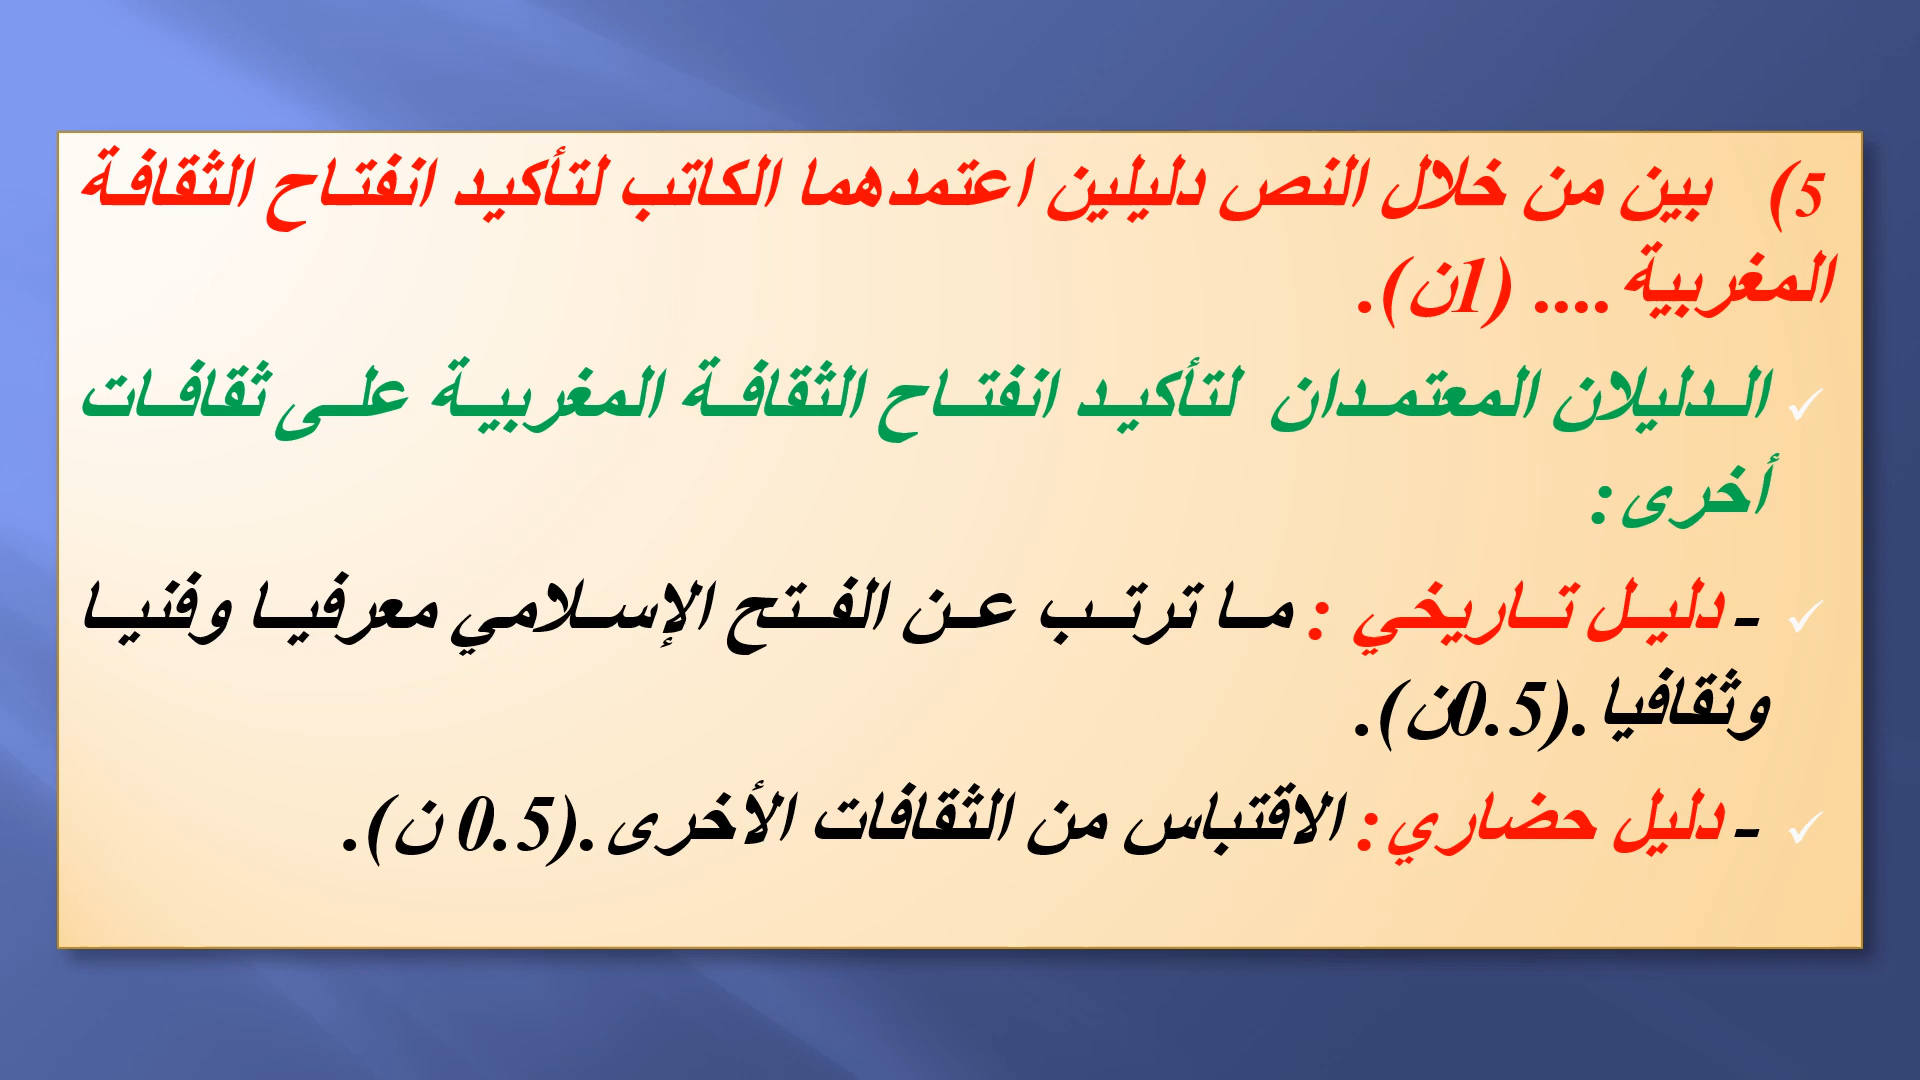 5) بين من خلال النص دليلين اعتمدهما الكاتب لتأكيد انفتاح الثقافة
المغربية .... (1ن).
الدليلان المعتمدان لتأكيد انفتاح الثقافة المغربية على ثقافات
أخرى :
- دليل تاريخي : ما ترتب عن الفتح الإسلامي معرفيا وفنيا
وثقافيا .(0.5ن).
- دليل حضاري : الاقتباس من الثقافات الأخرى .(0.5 ن).